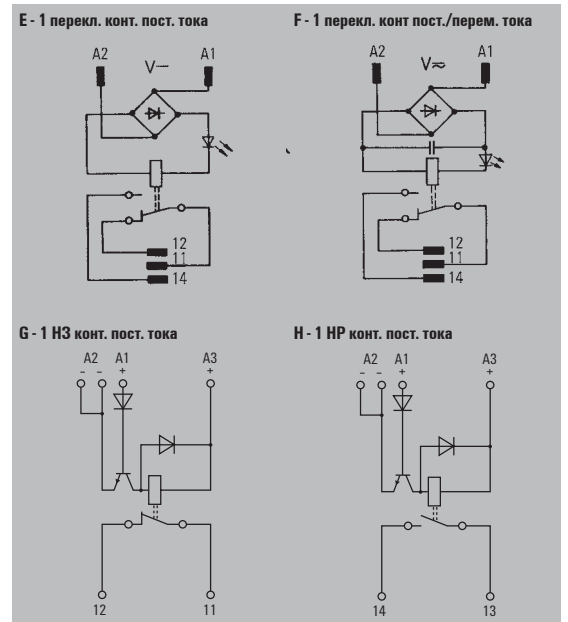 E - 1 перекл. конт. пост. тока
F - 1 перекл. конт пост./перем. тока
A2 V— A1
A2 V≂ A1
12
11
14
12
11
14
G - 1 НЗ конт. пост. тока
H - 1 НР конт. пост. тока
A2 A1 A3
– – + +
A2 A1 A3
– – + +
12 11
14 13